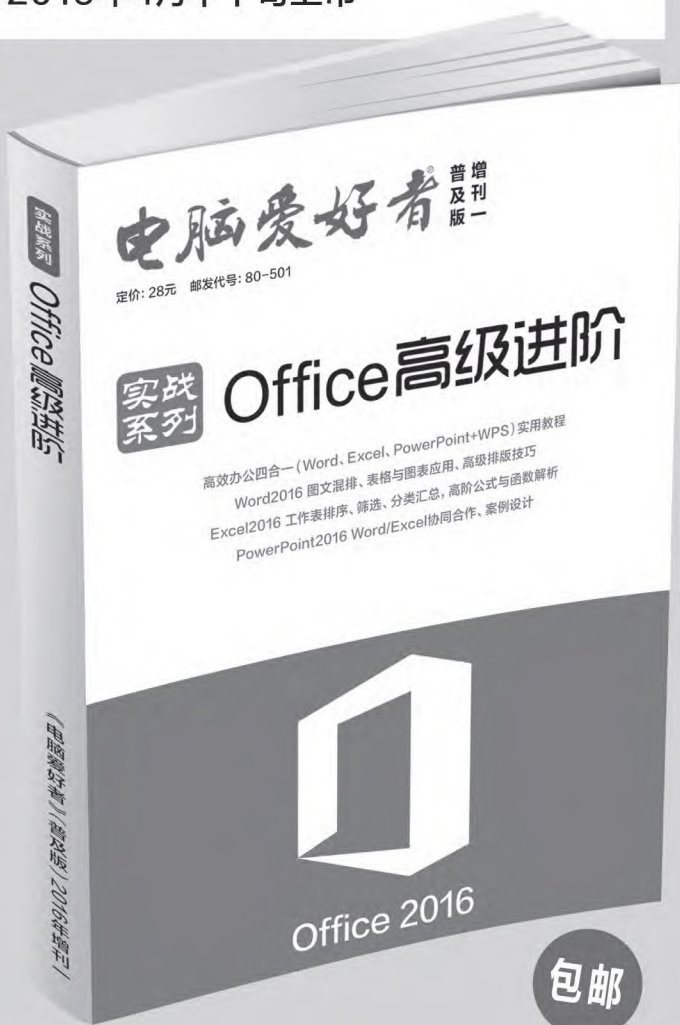 电脑爱好者®
普及版
增刊一
定价：28元 邮发代号：80-501
实战
系列
Office高级进阶
高效办公四合一（Word、Excel、PowerPoint+WPS）实用教程
Word2016 图文混排、表格与图表应用、高级排版技巧
Excel2016 工作表排序、筛选、分类汇总，高阶公式与函数解析
PowerPoint2016 Word/Excel协同合作、案例设计
Office 2016
包邮
实战系列
Office高级进阶
《电脑爱好者》（普及版）2016年增刊一